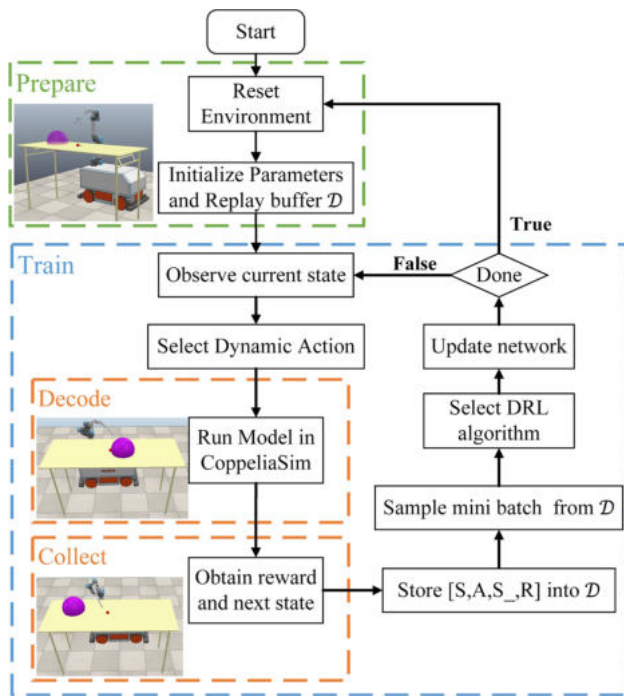 Start
Prepare
Reset
Environment
Initialize Parameters
and Replay buffer 𝒟
True
Train
Observe current state
False
Done
Select Dynamic Action
Update network
Decode
Run Model in
CoppeliaSim
Select DRL
algorithm
Sample mini batch from 𝒟
Collect
Obtain reward
and next state
Store [S,A,S_,R] into 𝒟